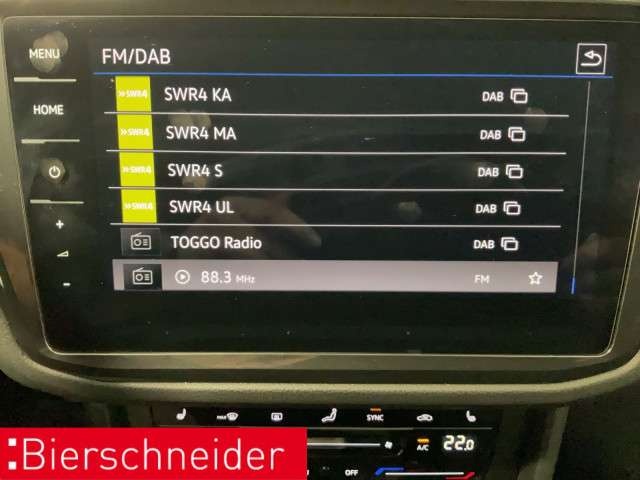 MENU
FM/DAB
»SWR4 SWR4 KA DAB
HOME
»SWR4 SWR4 MA DAB
»SWR4 SWR4 S DAB
»SWR4 SWR4 UL DAB
+
TOGGO Radio DAB
-
88.3 MHz FM
MAX SYNC
A/C 22.0
OFF
Bierschneider